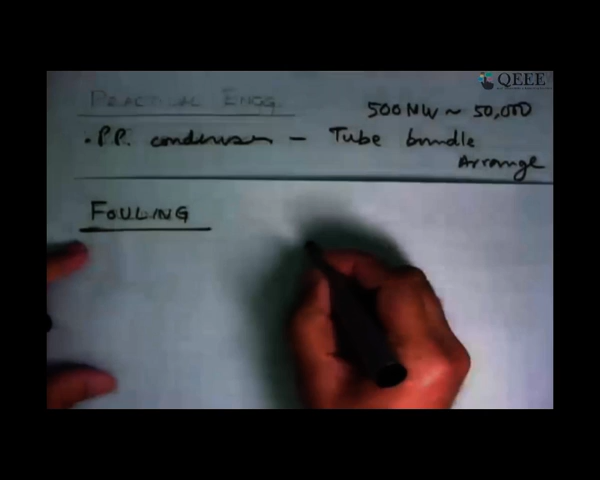 QEEE
PRACTICAL ENGG.
500 MW ~ 50,000
• P.P. condenser – Tube bundle
Arrange
FOULING